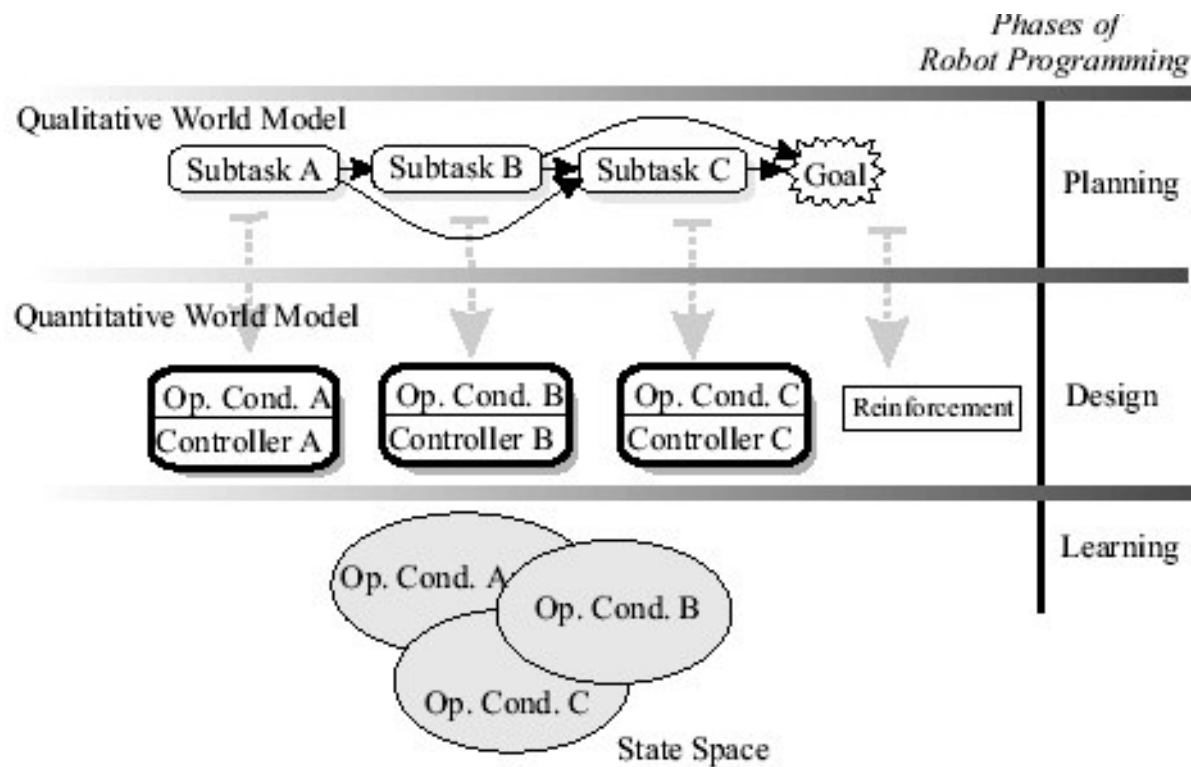 Phases of
Robot Programming
Qualitative World Model
Subtask A
Subtask B
Subtask C
Goal
Planning
Quantitative World Model
Op. Cond. A
Controller A
Op. Cond. B
Controller B
Op. Cond. C
Controller C
Reinforcement
Design
Learning
Op. Cond. A
Op. Cond. B
Op. Cond. C
State Space